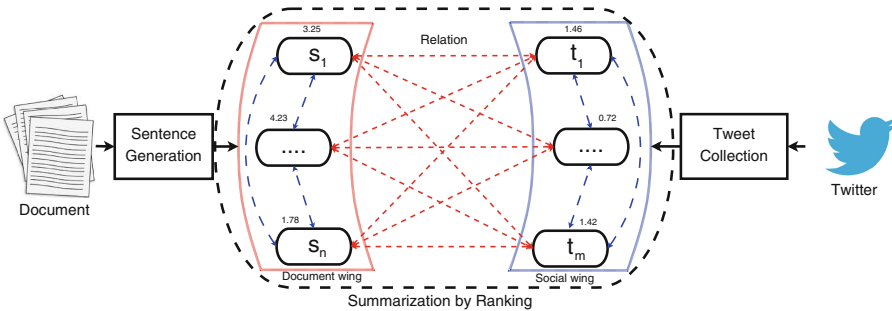 3.25
1.46
s1
Relation
t1
4.23
0.72
Sentence
Generation
....
....
Tweet
Collection
Document
Twitter
1.78
1.42
sn
tm
Document wing
Social wing
Summarization by Ranking